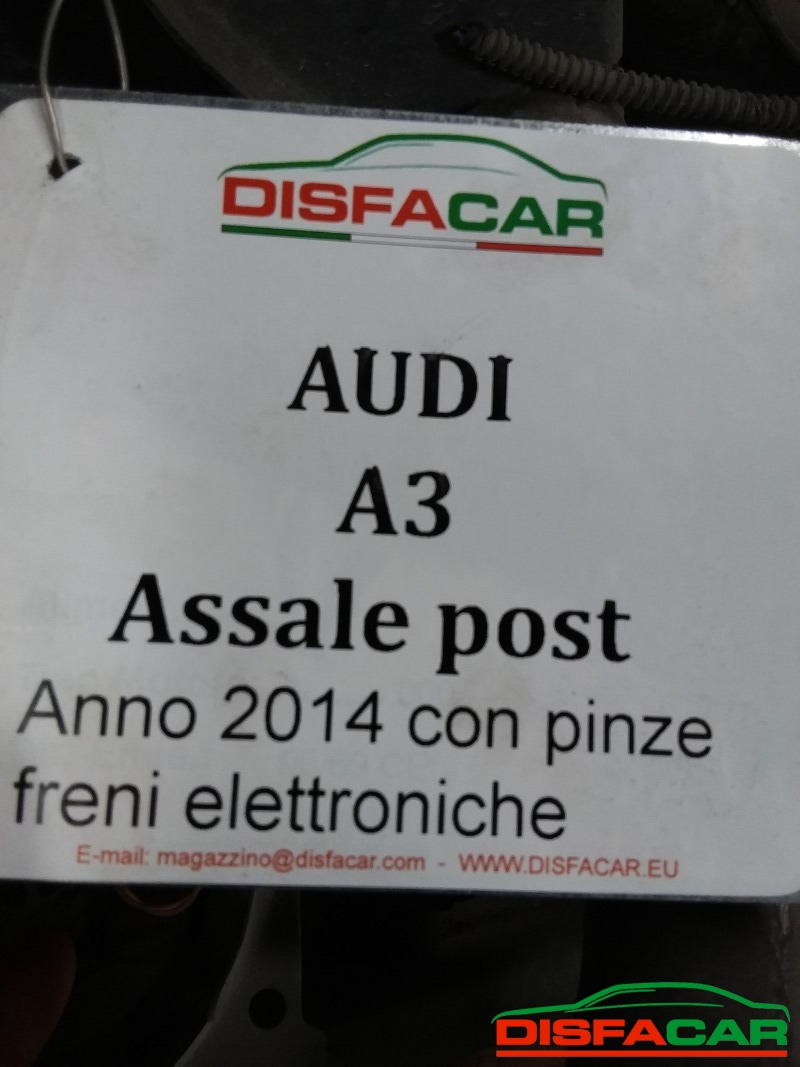 DISFACAR
AUDI
A3
Assale post
Anno 2014 con pinze
freni elettroniche
E-mail: magazzino@disfacar.com - WWW.DISFACAR.EU
DISFACAR